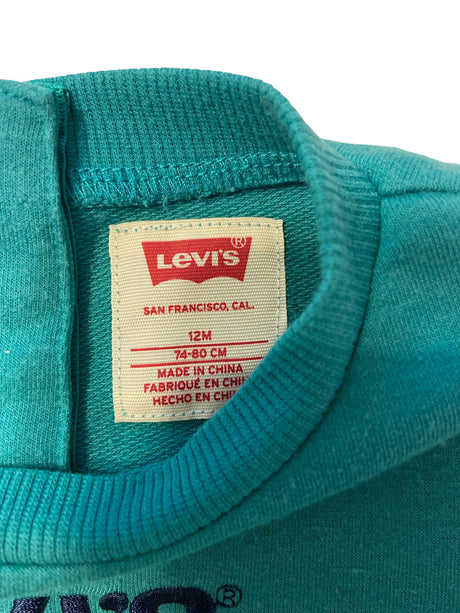 LEVI'S®
SAN FRANCISCO, CAL.
12M
74-80 CM
MADE IN CHINA
FABRIQUÉ EN CHI
HECHO EN CHI
I'S®